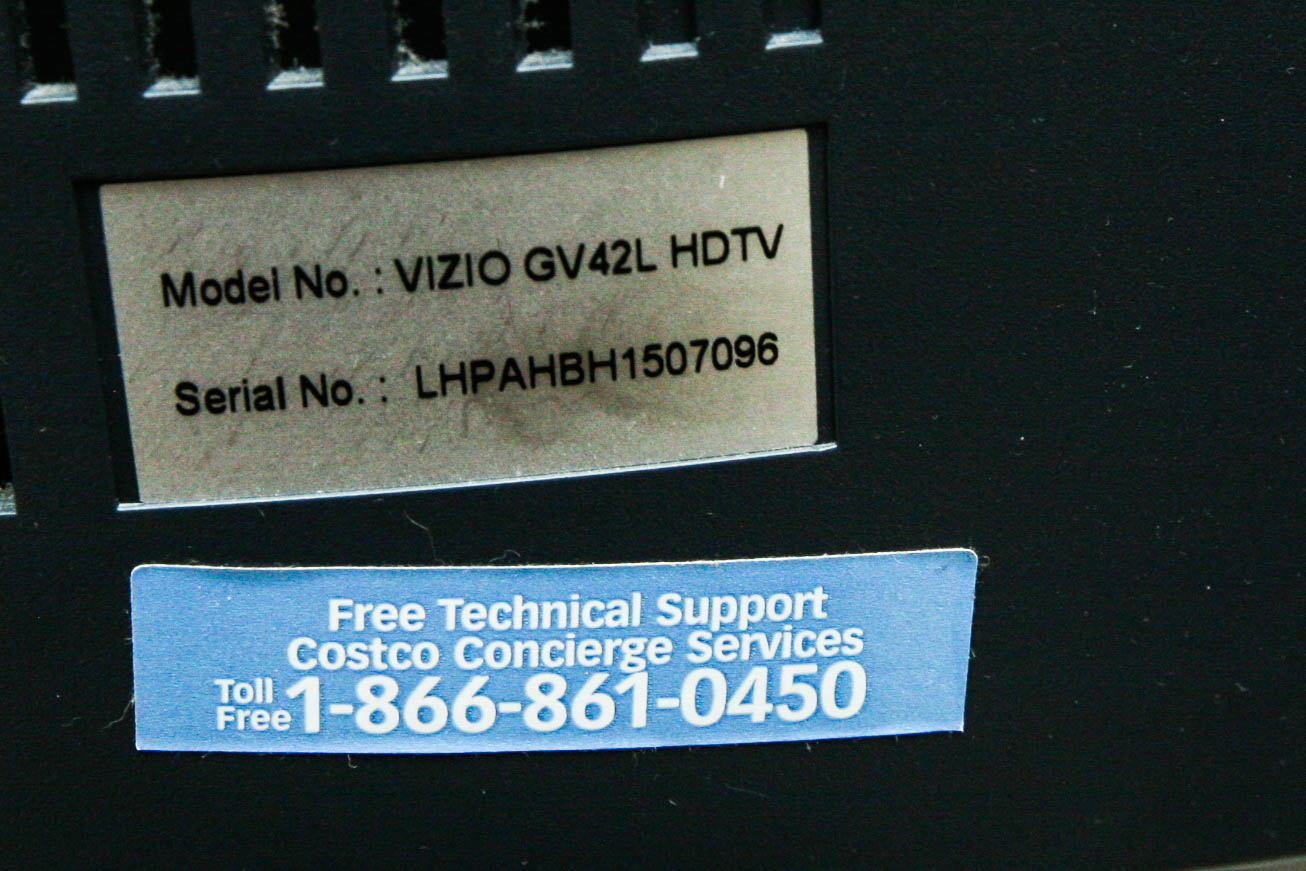 Model No. : VIZIO GV42L HDTV
Serial No. : LHPAHBH1507096
Free Technical Support
Costco Concierge Services
Toll Free 1-866-861-0450